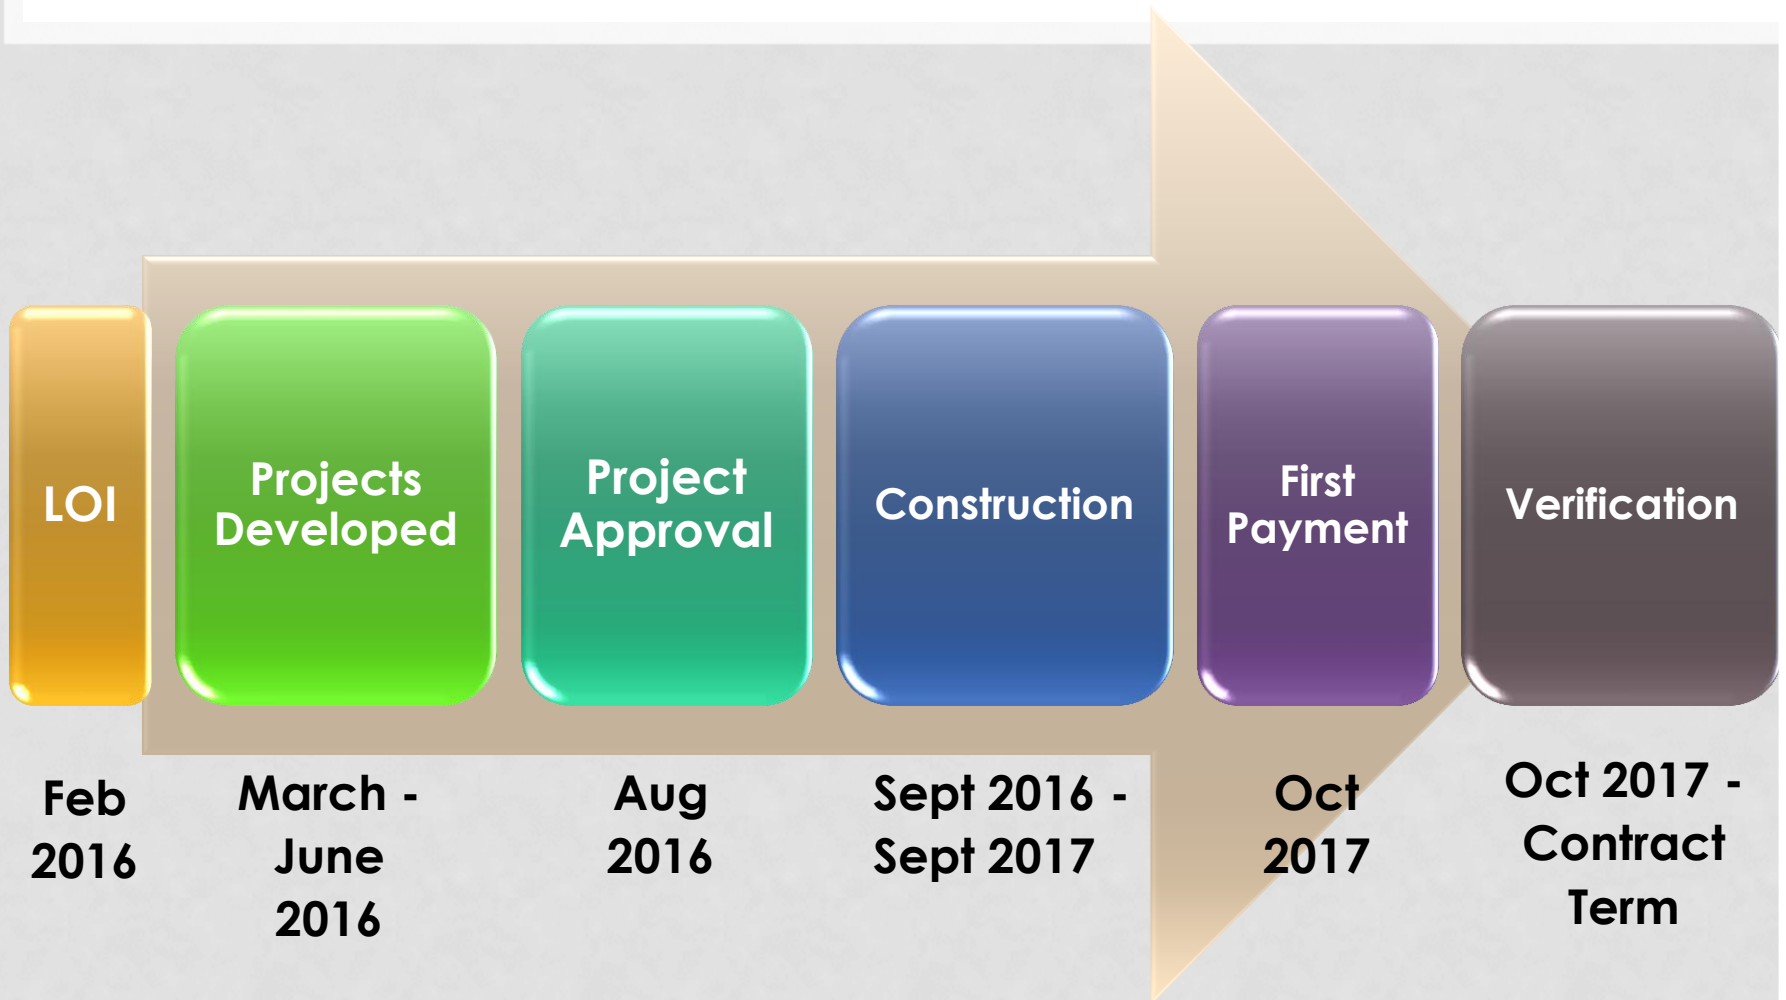 LOI
Projects
Developed
Project
Approval
Construction
First
Payment
Verification
Feb
2016
March -
June
2016
Aug
2016
Sept 2016 -
Sept 2017
Oct
2017
Oct 2017 -
Contract
Term